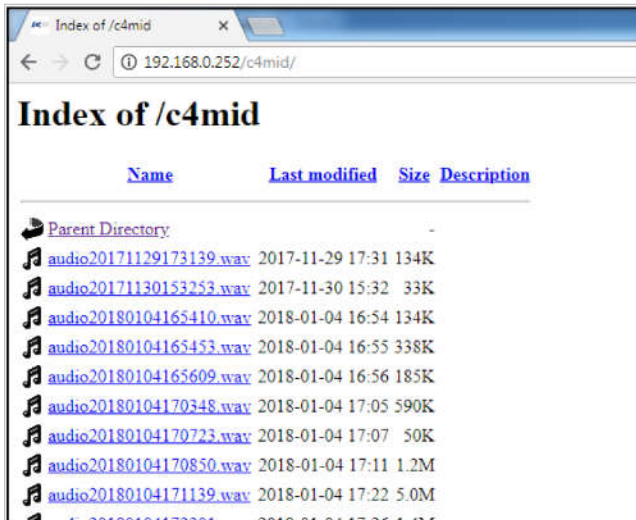 Index of /c4mid
192.168.0.252/c4mid/
Index of /c4mid
Name Last modified Size Description
Parent Directory -
audio20171129173139.wav 2017-11-29 17:31 134K
audio20171130153253.wav 2017-11-30 15:32 33K
audio20180104165410.wav 2018-01-04 16:54 134K
audio20180104165453.wav 2018-01-04 16:55 338K
audio20180104165609.wav 2018-01-04 16:56 185K
audio20180104170348.wav 2018-01-04 17:05 590K
audio20180104170723.wav 2018-01-04 17:07 50K
audio20180104170850.wav 2018-01-04 17:11 1.2M
audio20180104171139.wav 2018-01-04 17:22 5.0M